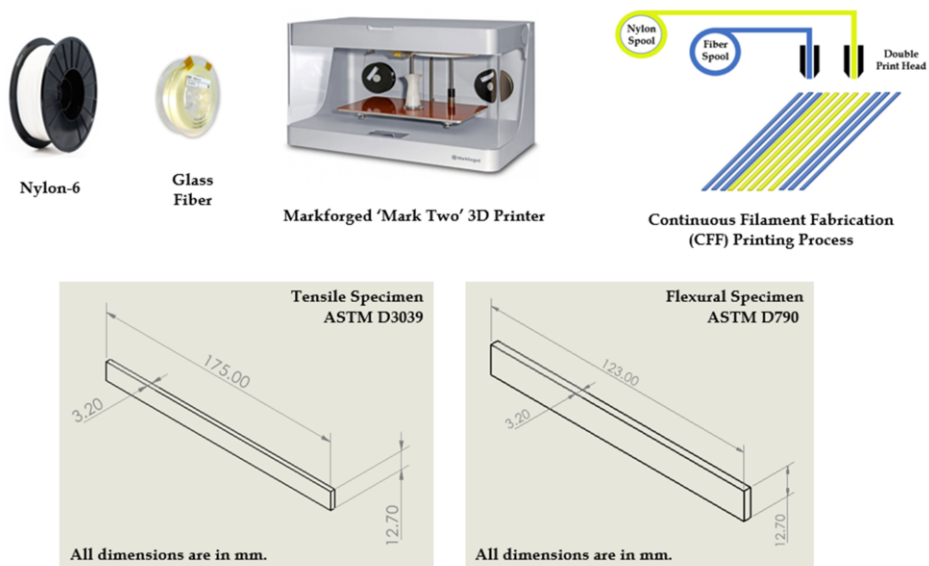 Nylon
Spool
Fiber
Spool
Double
Print Head
Nylon-6
Glass
Fiber
Markforged
Markforged ‘Mark Two’ 3D Printer
Continuous Filament Fabrication
(CFF) Printing Process
Tensile Specimen
ASTM D3039
175.00
3.20
12.70
All dimensions are in mm.
Flexural Specimen
ASTM D790
123.00
3.20
12.70
All dimensions are in mm.